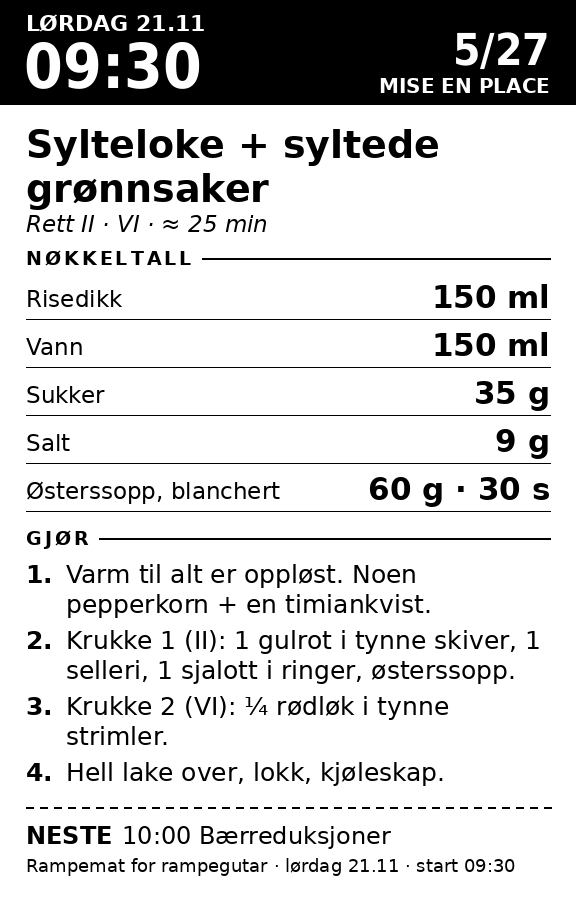 LØRDAG 21.11
09:30
5/27
MISE EN PLACE
Sylteloke + syltede
grønnsaker
Rett II · VI · ≈ 25 min
NØKKELTALL
Risedikk 150 ml
Vann 150 ml
Sukker 35 g
Salt 9 g
Østerssopp, blanchert 60 g · 30 s
GJØR
1. Varm til alt er oppløst. Noen
pepperkorn + en timiankvist.
2. Krukke 1 (II): 1 gulrot i tynne skiver, 1
selleri, 1 sjalott i ringer, østerssopp.
3. Krukke 2 (VI): ¼ rødløk i tynne
strimler.
4. Hell lake over, lokk, kjøleskap.
NESTE 10:00 Bærreduksjoner
Rampemat for rampegutar · lørdag 21.11 · start 09:30